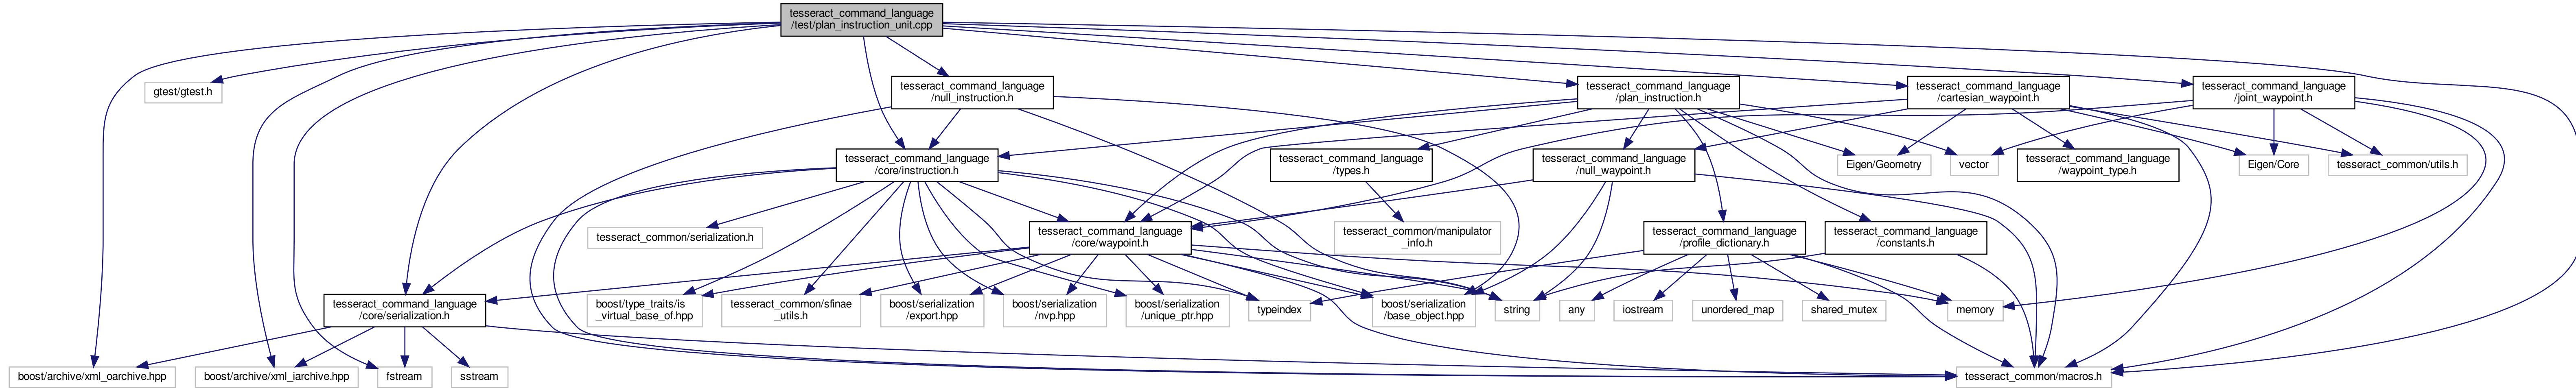 tesseract_command_language
/test/plan_instruction_unit.cpp
gtest/gtest.h
tesseract_command_language
/null_instruction.h
tesseract_command_language
/plan_instruction.h
tesseract_command_language
/cartesian_waypoint.h
tesseract_command_language
/joint_waypoint.h
tesseract_command_language
/core/instruction.h
tesseract_command_language
/types.h
tesseract_command_language
/null_waypoint.h
Eigen/Geometry
vector
tesseract_command_language
/waypoint_type.h
Eigen/Core
tesseract_common/utils.h
tesseract_common/serialization.h
tesseract_command_language
/core/waypoint.h
tesseract_common/manipulator
_info.h
tesseract_command_language
/profile_dictionary.h
tesseract_command_language
/constants.h
tesseract_command_language
/core/serialization.h
boost/type_traits/is
_virtual_base_of.hpp
tesseract_common/sfinae
_utils.h
boost/serialization
/export.hpp
boost/serialization
/nvp.hpp
boost/serialization
/unique_ptr.hpp
typeindex
boost/serialization
/base_object.hpp
string
any
iostream
unordered_map
shared_mutex
memory
boost/archive/xml_oarchive.hpp
boost/archive/xml_iarchive.hpp
fstream
sstream
tesseract_common/macros.h